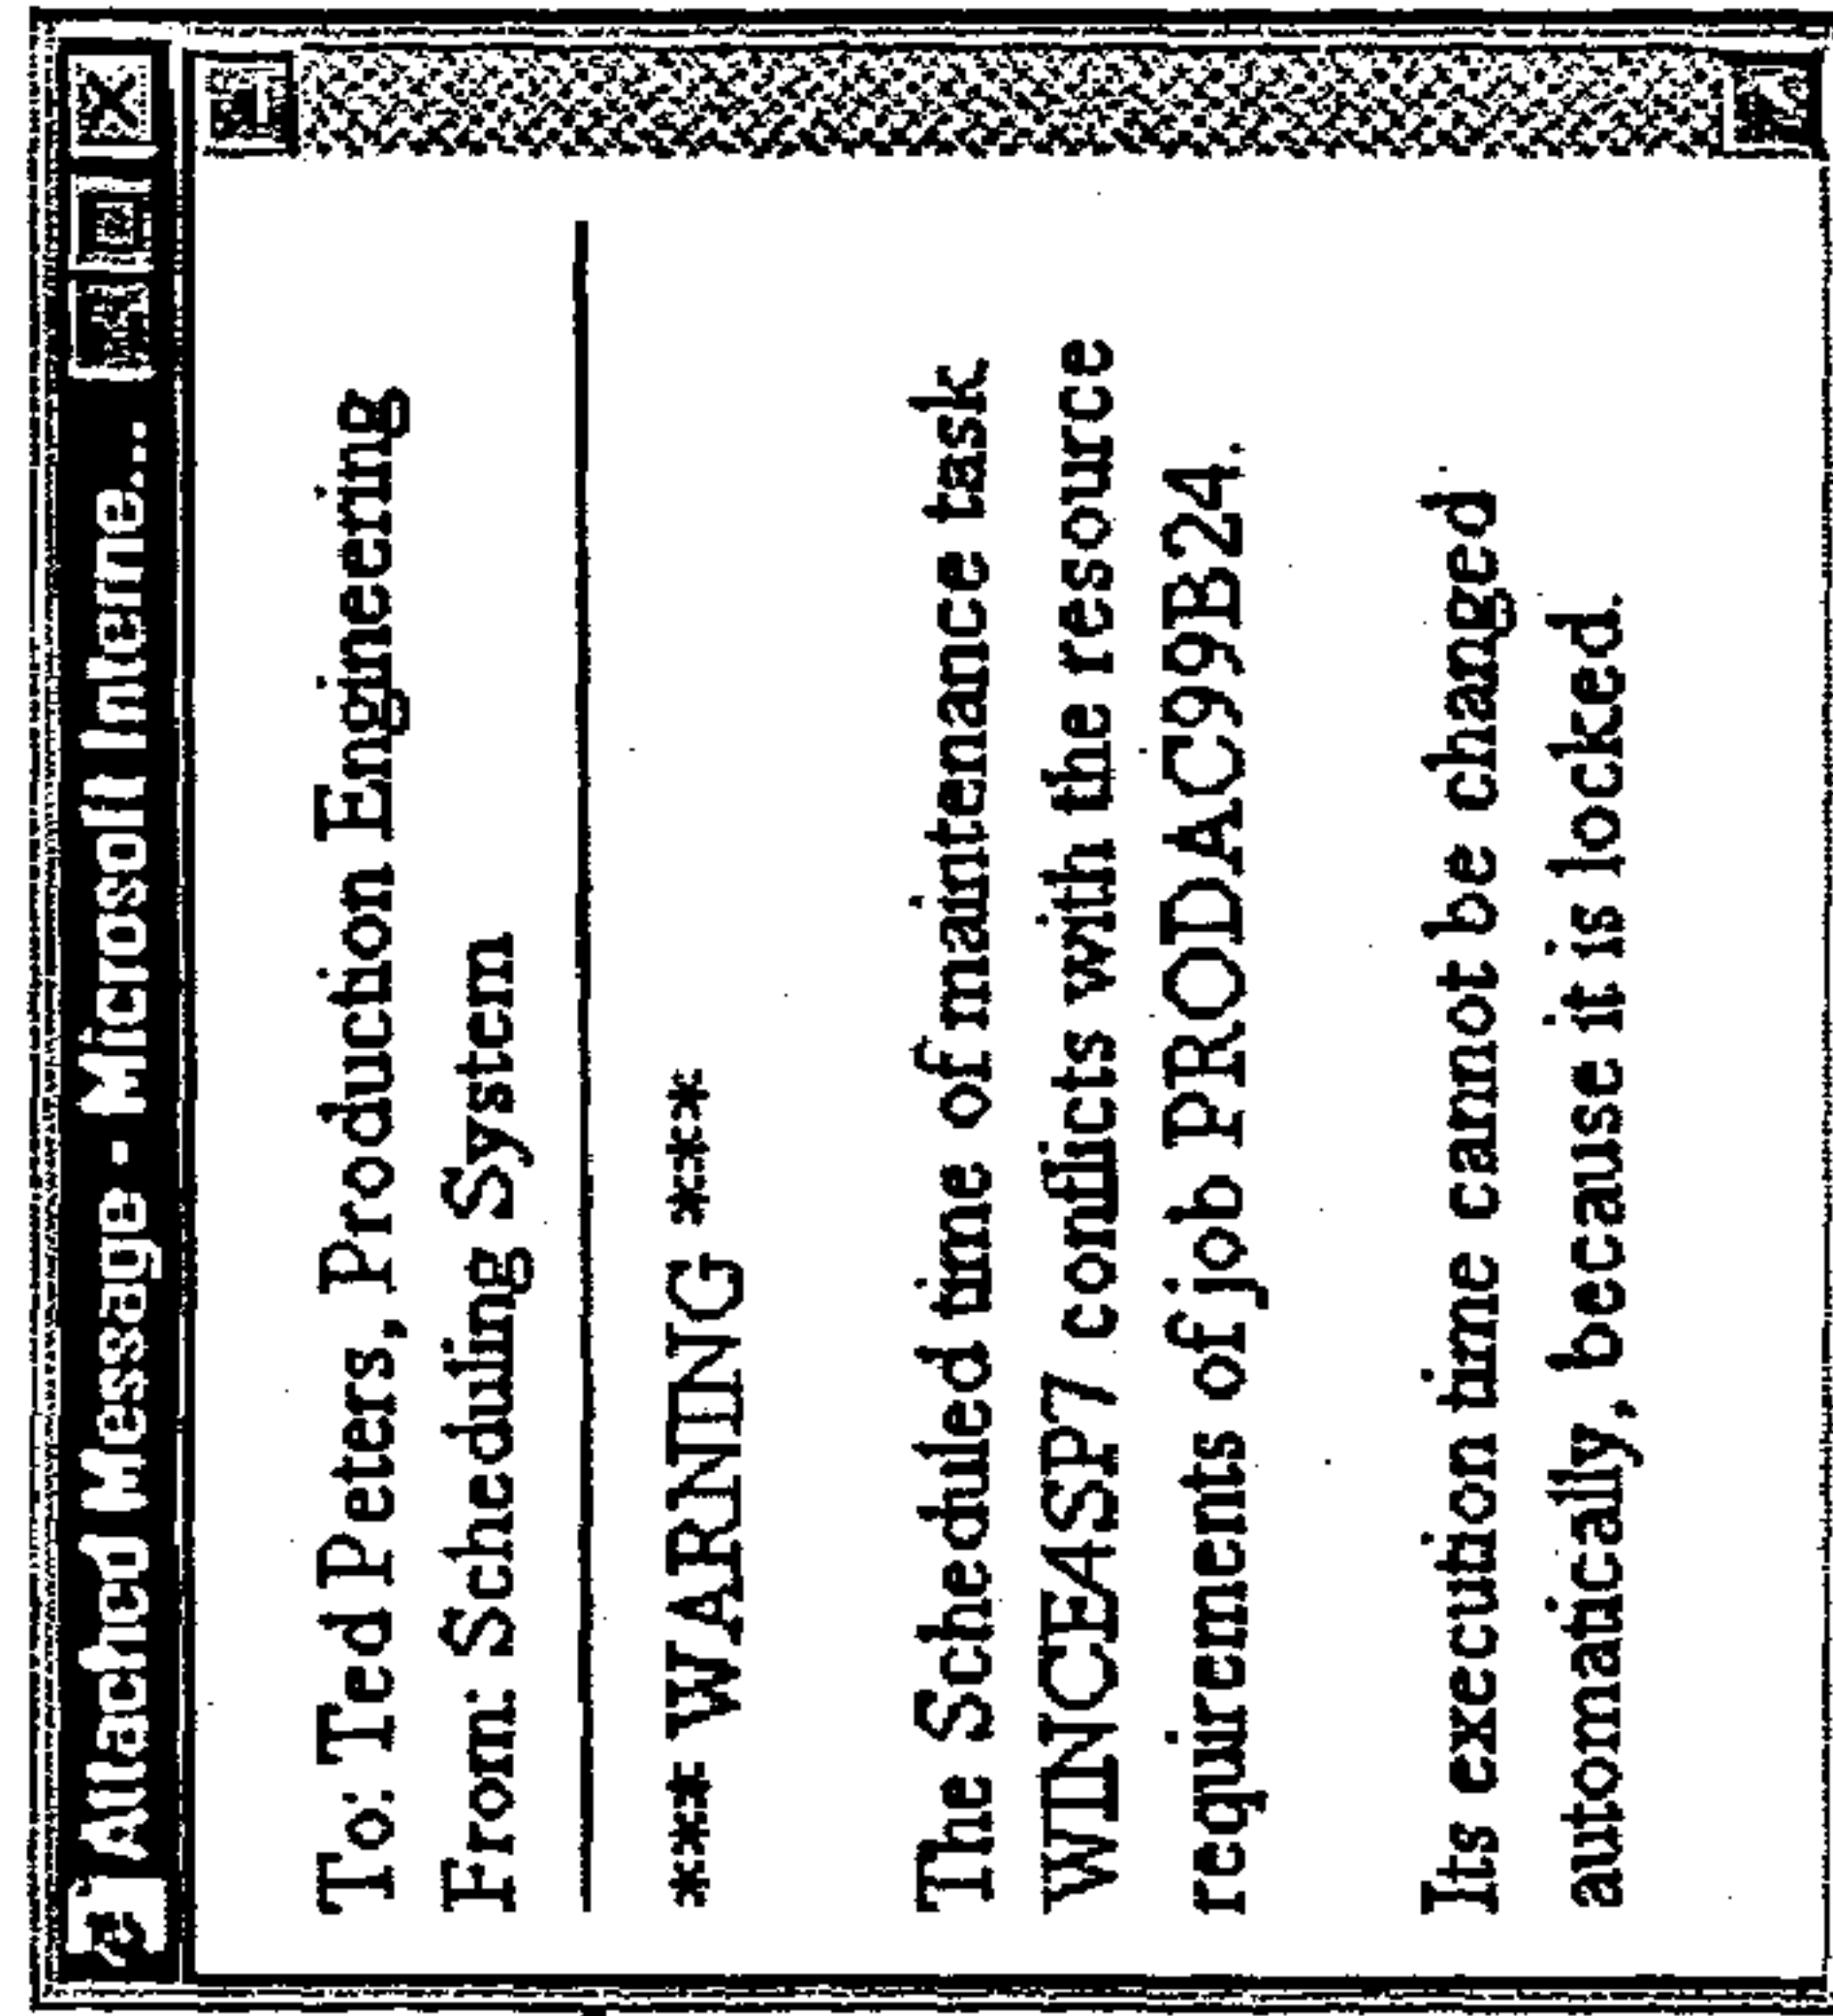 Attached Message - Microsoft Interne...
To: Ted Peters, Production Engineering
From: Scheduling System
*** WARNING ***
The Scheduled time of maintenance task
WINCE4SP7 conflicts with the resource
requirements of job PRODAC99B24.
Its execution time cannot be changed
automatically, because it is locked.